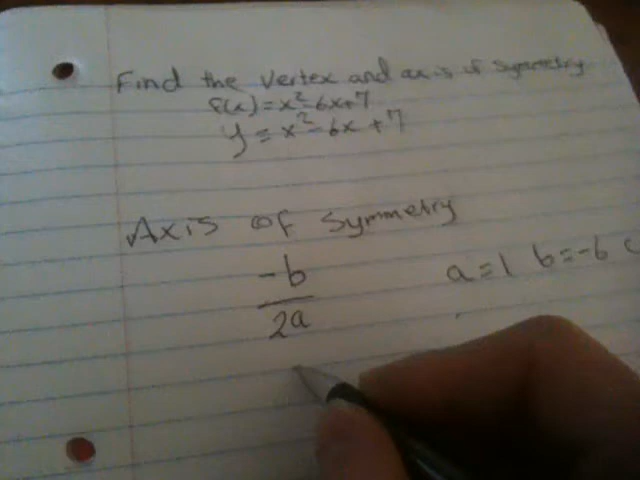 Find the Vertex and axis of Symmetry
f(x)=x²-6x+7
y=x²-6x+7
Axis of Symmetry
-b
2a
a=1 b=-6 c